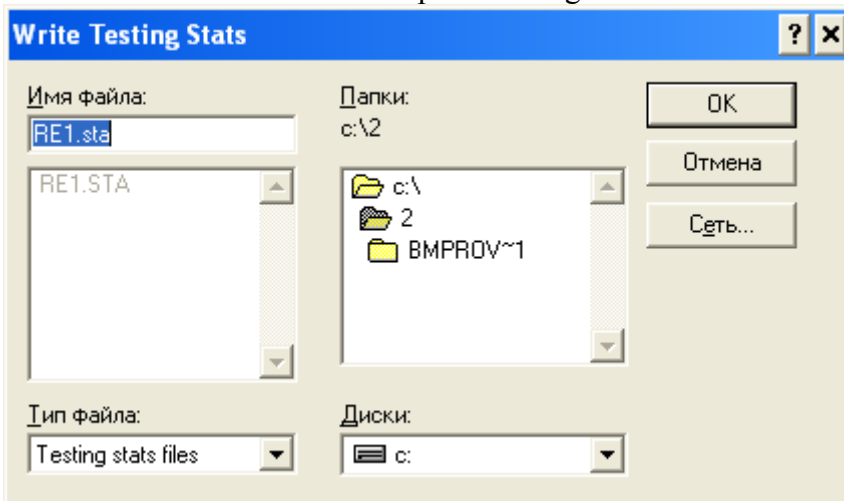 Write Testing Stats
Имя файла:
RE1.sta
RE1.STA
Тип файла:
Testing stats files
Папки:
c:\2
c:\
2
BMPROV~1
Диски:
c:
OK
Отмена
Сеть...